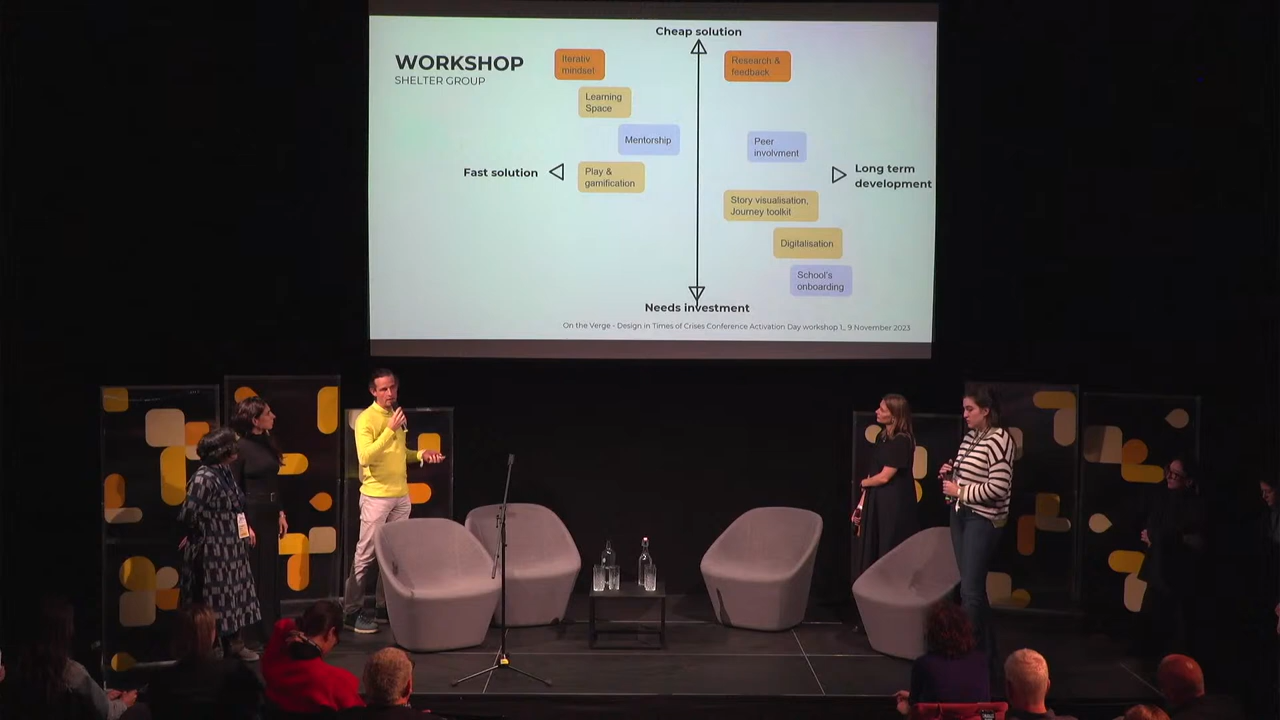 Cheap solution
WORKSHOP
SHELTER GROUP
Iterativ
mindset
Research &
feedback
Learning
Space
Mentorship
Peer
involvment
Fast solution
Play &
gamification
Long term
development
Story visualisation,
Journey toolkit
Digitalisation
School's
onboarding
Needs investment
On the Verge - Design in Times of Crises Conference Activation Day workshop 1., 9 November 2023